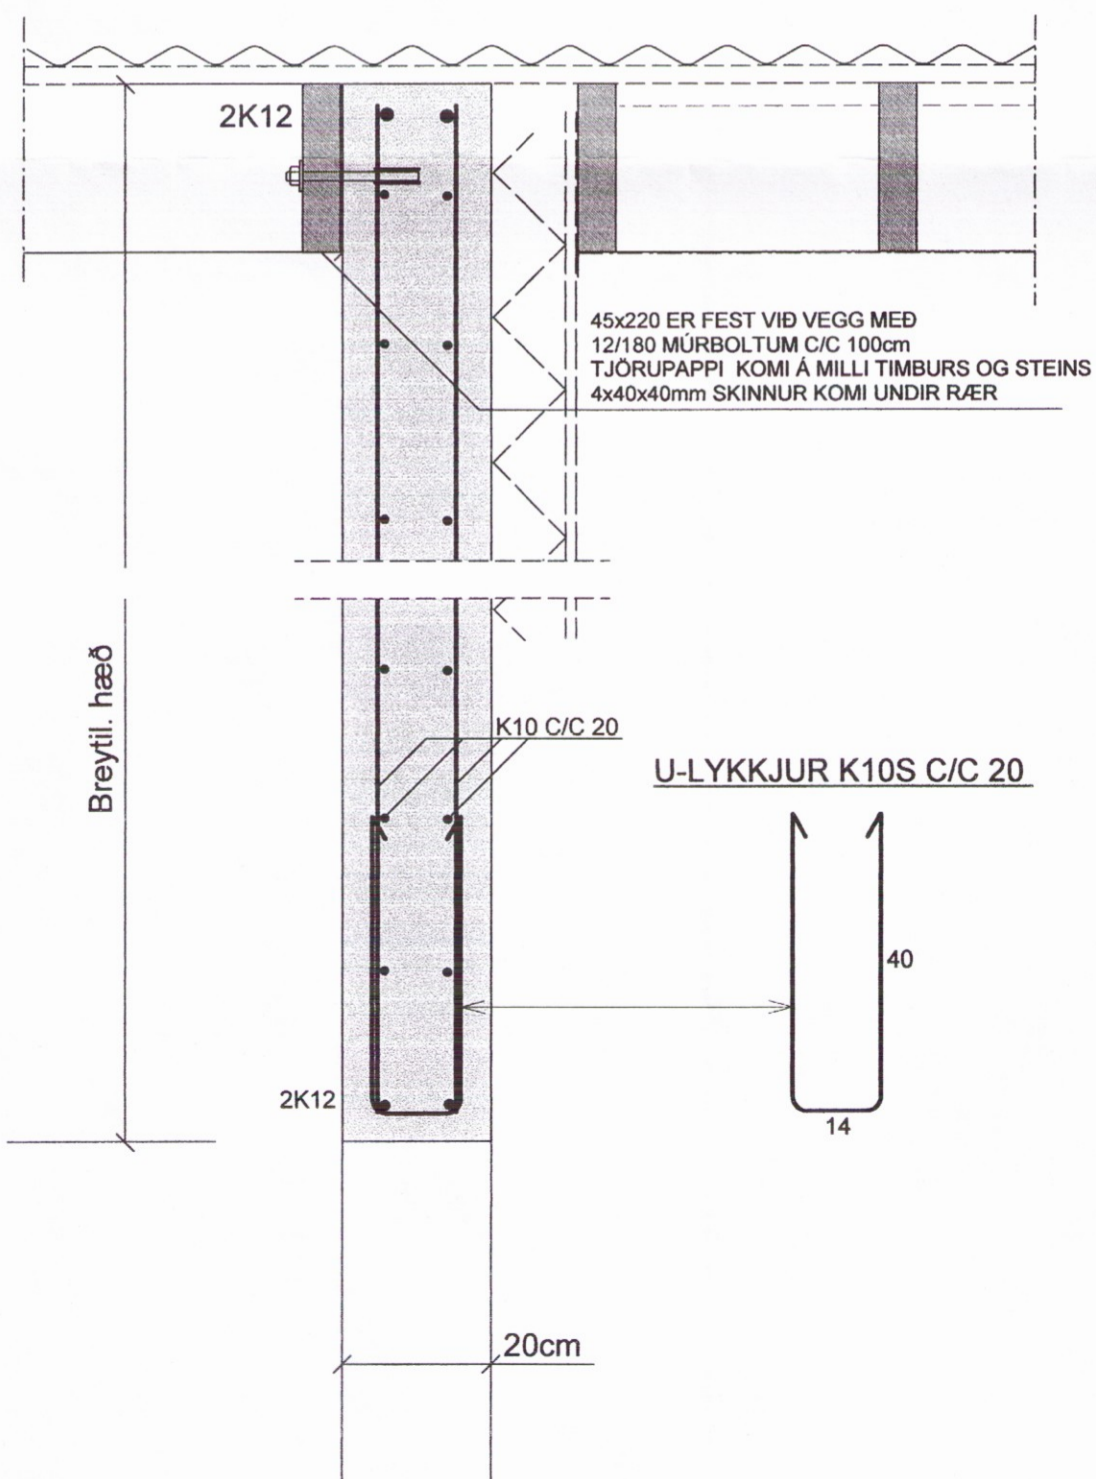 2K12
45x220 ER FEST VIÐ VEGG MEÐ
12/180 MÚRBOLTUM C/C 100cm
TJÖRUPAPPI KOMI Á MILLI TIMBURS OG STEINS
4x40x40mm SKINNUR KOMI UNDIR RÆR
Breytil. hæð
K10 C/C 20
U-LYKKJUR K10S C/C 20
40
2K12
14
20cm